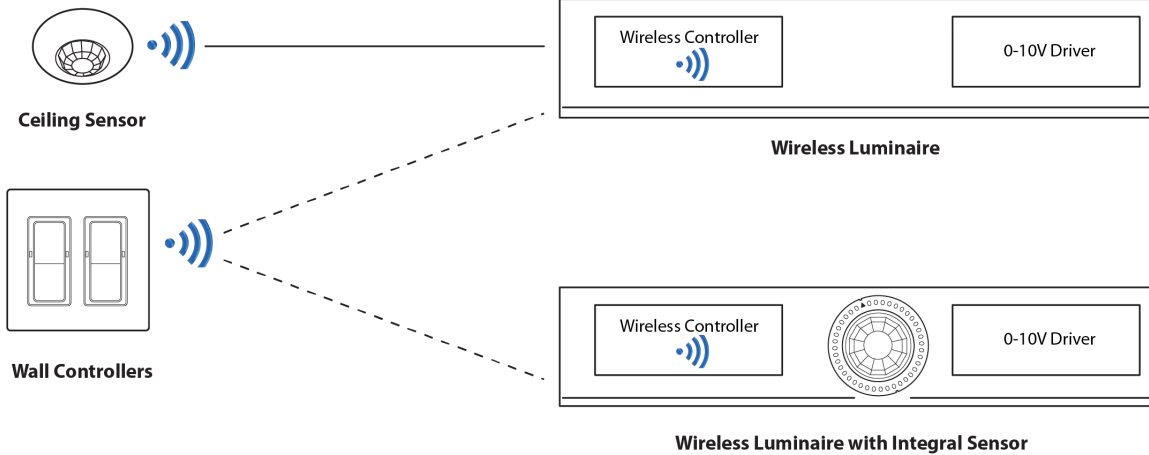 Wireless Controller
0-10V Driver
Ceiling Sensor
Wireless Luminaire
Wireless Controller
0-10V Driver
Wall Controllers
Wireless Luminaire with Integral Sensor